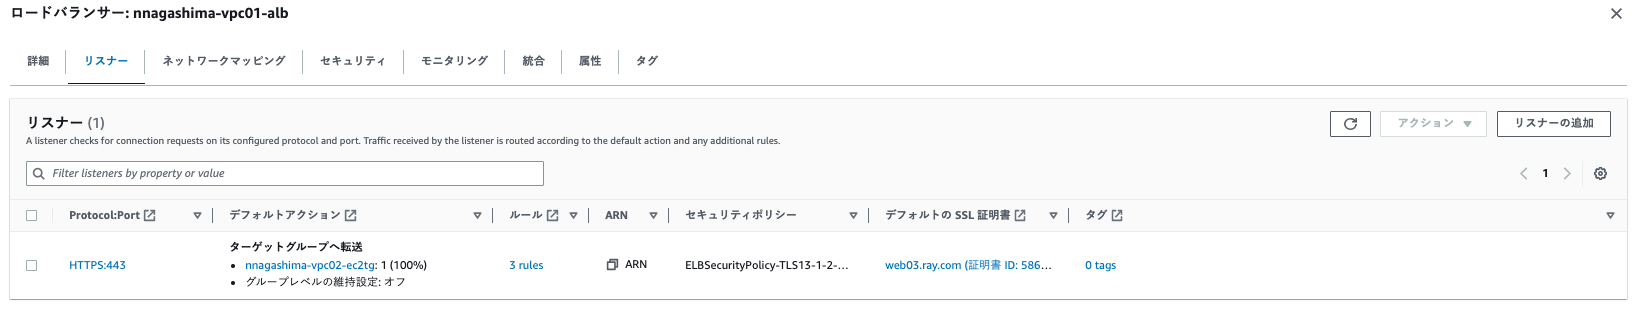 ロードバランサー: nnagashima-vpc01-alb
詳細 リスナー ネットワークマッピング セキュリティ モニタリング 統合 属性 タグ
リスナー (1)
アクション リスナーの追加
A listener checks for connection requests on its configured protocol and port. Traffic received by the listener is routed according to the default action and any additional rules.
Filter listeners by property or value
1
Protocol:Port デフォルトアクション ルール ARN セキュリティポリシー デフォルトの SSL 証明書 タグ
ターゲットグループへ転送
HTTPS:443 nnagashima-vpc02-ec2tg: 1 (100%) 3 rules ARN ELBSecurityPolicy-TLS13-1-2-... web03.ray.com (証明書 ID: 586... 0 tags
グループレベルの維持設定: オフ